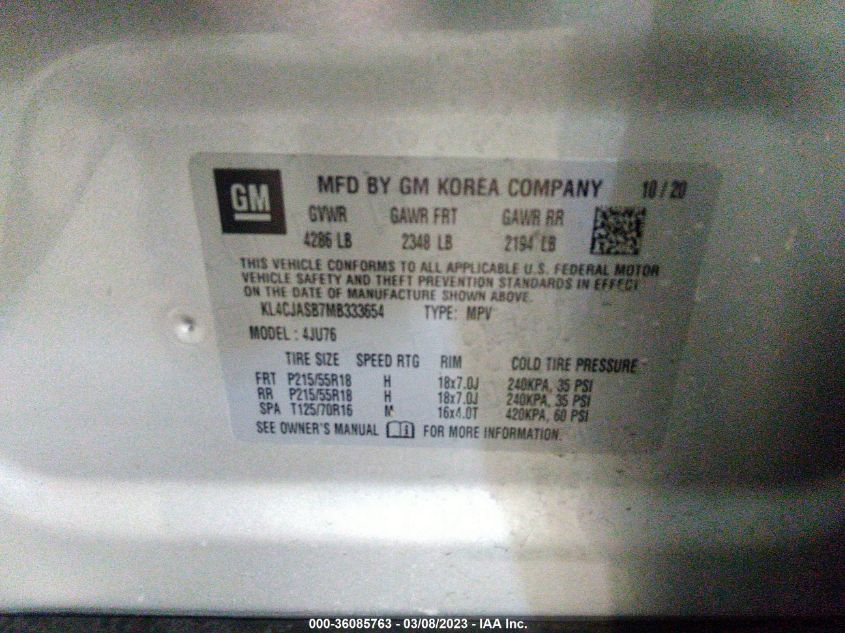 GM MFD BY GM KOREA COMPANY 10/20
GVWR GAWR FRT GAWR RR
4286 LB 2348 LB 2194 LB
THIS VEHICLE CONFORMS TO ALL APPLICABLE U.S. FEDERAL MOTOR
VEHICLE SAFETY AND THEFT PREVENTION STANDARDS IN EFFECT
ON THE DATE OF MANUFACTURE SHOWN ABOVE.
KL4CJASB7MB333654 TYPE: MPV
MODEL: 4JU76
TIRE SIZE SPEED RTG RIM COLD TIRE PRESSURE
FRT P215/55R18 H 18x7.0J 240KPA, 35 PSI
RR P215/55R18 H 18x7.0J 240KPA, 35 PSI
SPA T125/70R16 M 16x4.0T 420KPA, 60 PSI
SEE OWNER'S MANUAL FOR MORE INFORMATION.
000-36085763 - 03/08/2023 - IAA Inc.